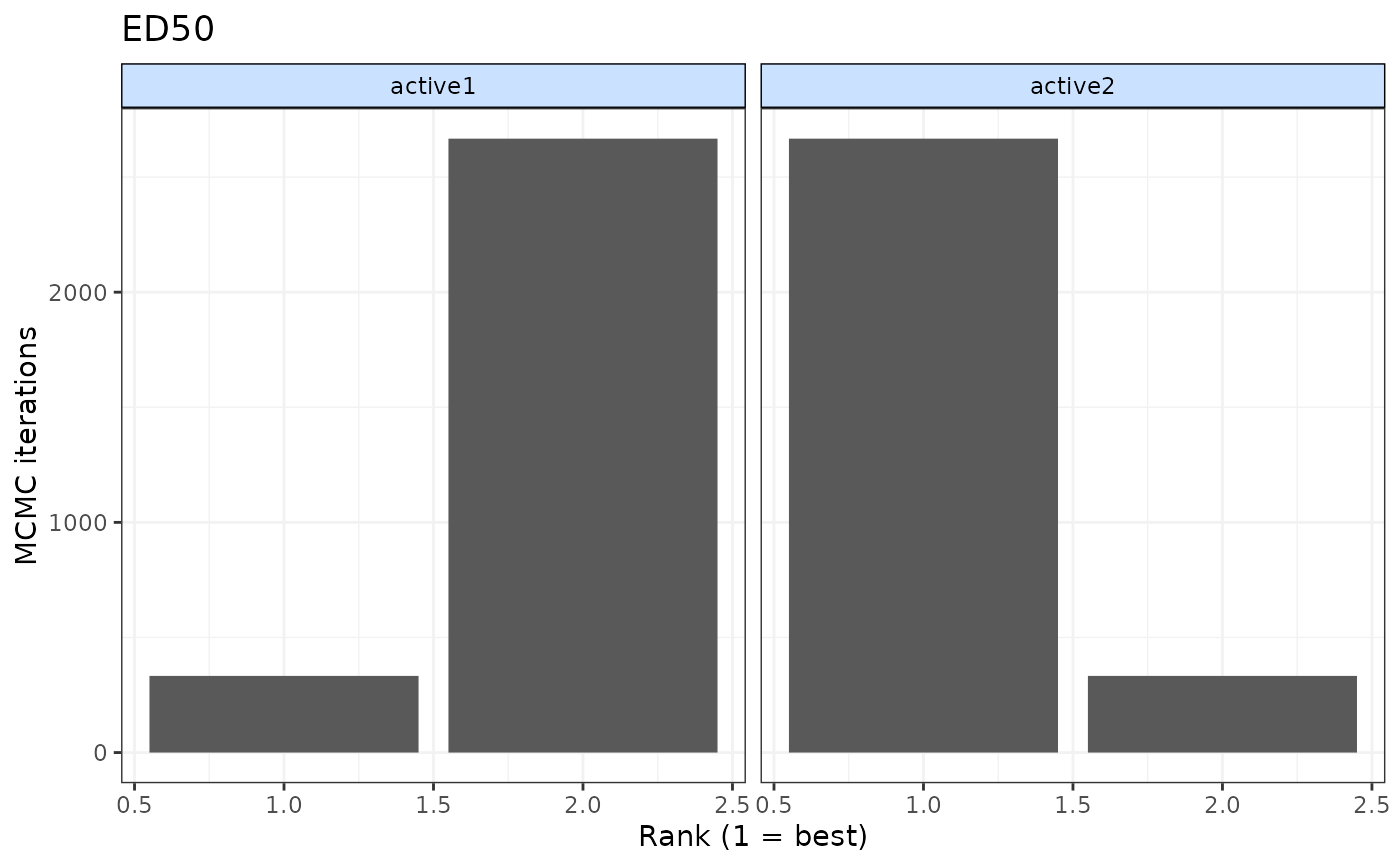 ED50
active1 active2
MCMC iterations
2000
1000
0
0.5 1.0 1.5 2.0 2.5 0.5 1.0 1.5 2.0 2.5
Rank (1 = best)